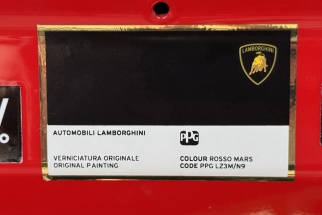 LAMBORGHINI
%
AUTOMOBILI LAMBORGHINI
PPG
VERNICIATURA ORIGINALE
ORIGINAL PAINTING
COLOUR ROSSO MARS
CODE PPG LZ3M/N9